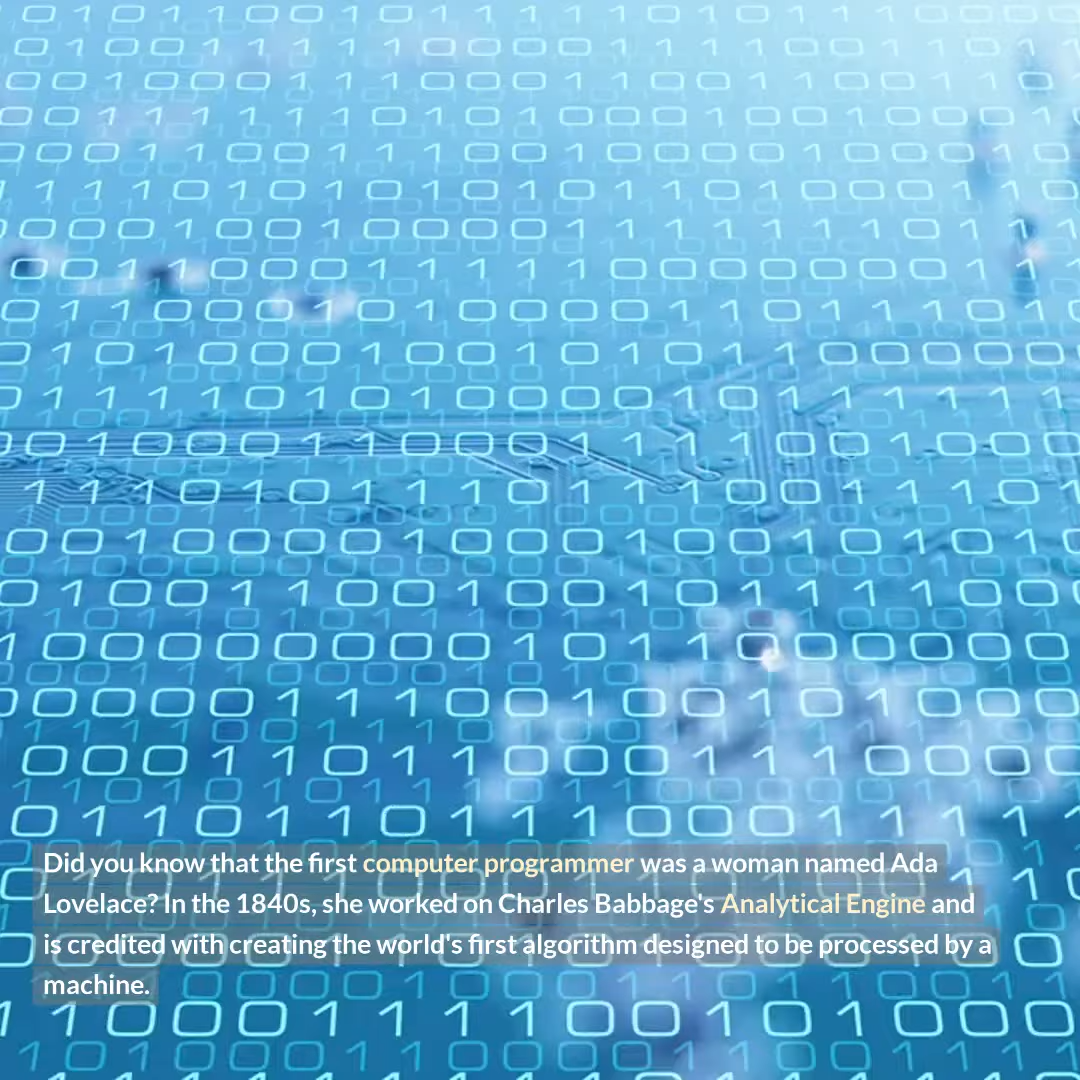 Did you know that the first computer programmer was a woman named Ada
Lovelace? In the 1840s, she worked on Charles Babbage's Analytical Engine and
is credited with creating the world's first algorithm designed to be processed by a
machine.